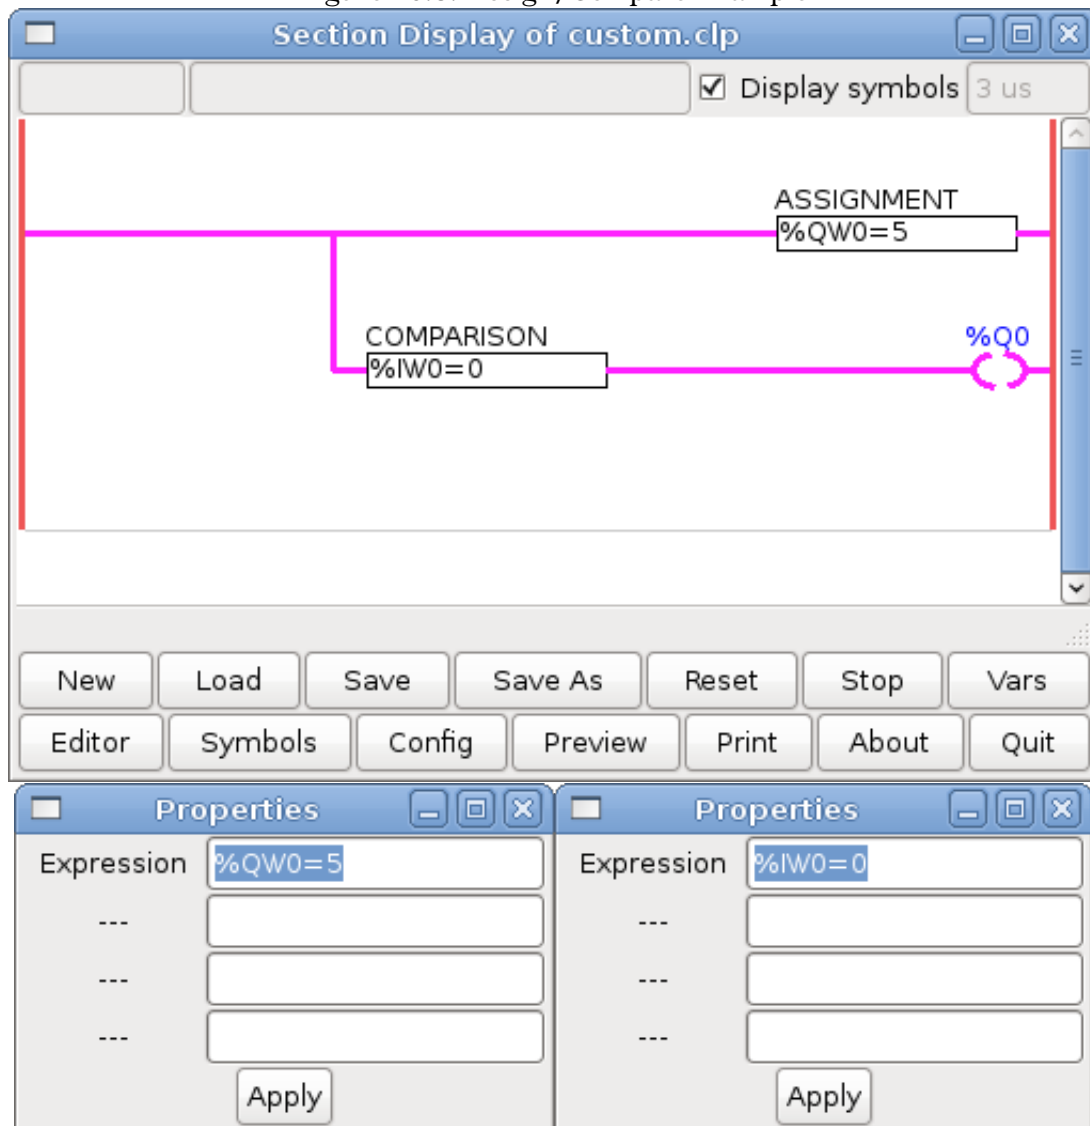 Section Display of custom.clp
Display symbols 3 us
ASSIGNMENT
%QW0=5
COMPARISON
%IW0=0
%Q0
New Load Save Save As Reset Stop Vars
Editor Symbols Config Preview Print About Quit
Properties
Expression %QW0=5
---
---
---
Apply
Properties
Expression %IW0=0
---
---
---
Apply